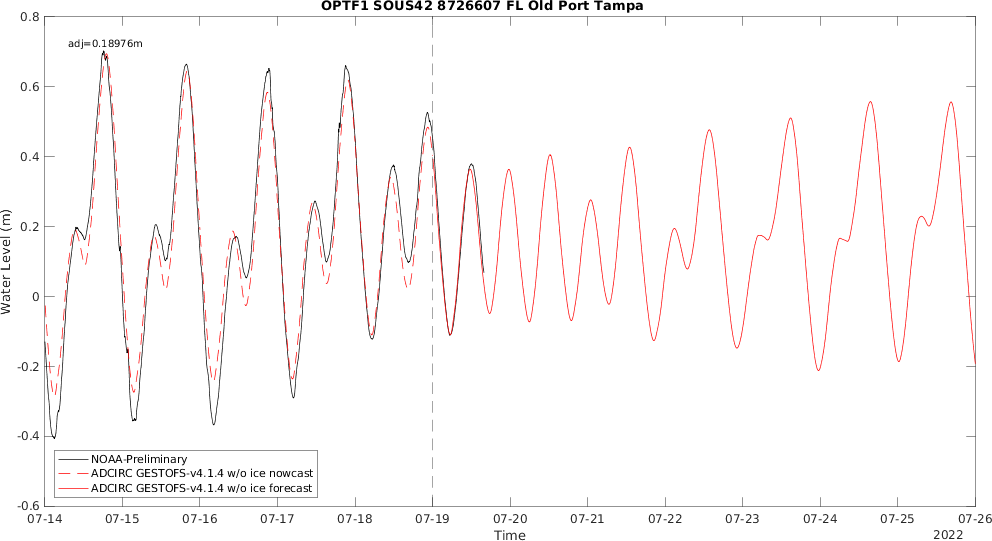 OPTF1 SOUS42 8726607 FL Old Port Tampa
adj=0.18976m
0.8
0.6
0.4
0.2
0
-0.2
-0.4
-0.6
Water Level (m)
NOAA-Preliminary
ADCIRC GESTOFS-v4.1.4 w/o ice nowcast
ADCIRC GESTOFS-v4.1.4 w/o ice forecast
07-14 07-15 07-16 07-17 07-18 07-19 07-20 07-21 07-22 07-23 07-24 07-25 07-26
Time
2022